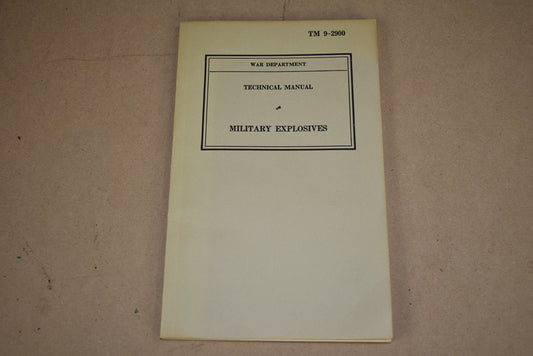 TM 9-2900
WAR DEPARTMENT
TECHNICAL MANUAL
MILITARY EXPLOSIVES